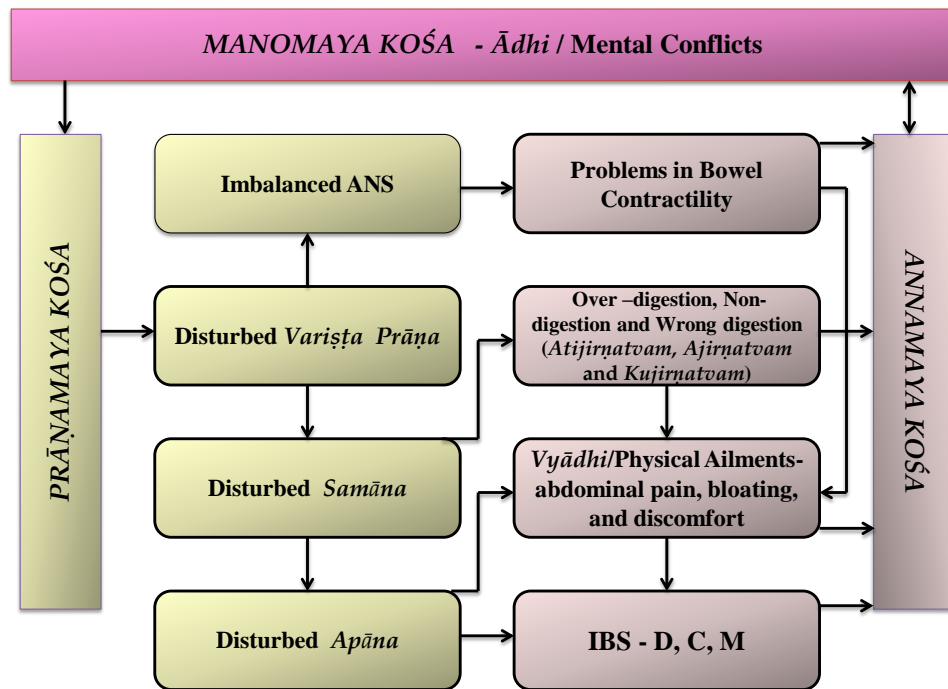 MANOMAYA KOŚA - Ādhi / Mental Conflicts
PRĀṆAMAYA KOŚA
Imbalanced ANS
Problems in Bowel
Contractility
Disturbed Variṣṭa Prāṇa
Over –digestion, Non-
digestion and Wrong digestion
(Atijirṇatvam, Ajirṇatvam
and Kujirṇatvam)
Disturbed Samāna
Vyādhi/Physical Ailments-
abdominal pain, bloating,
and discomfort
Disturbed Apāna
IBS - D, C, M
ANNAMAYA KOŚA